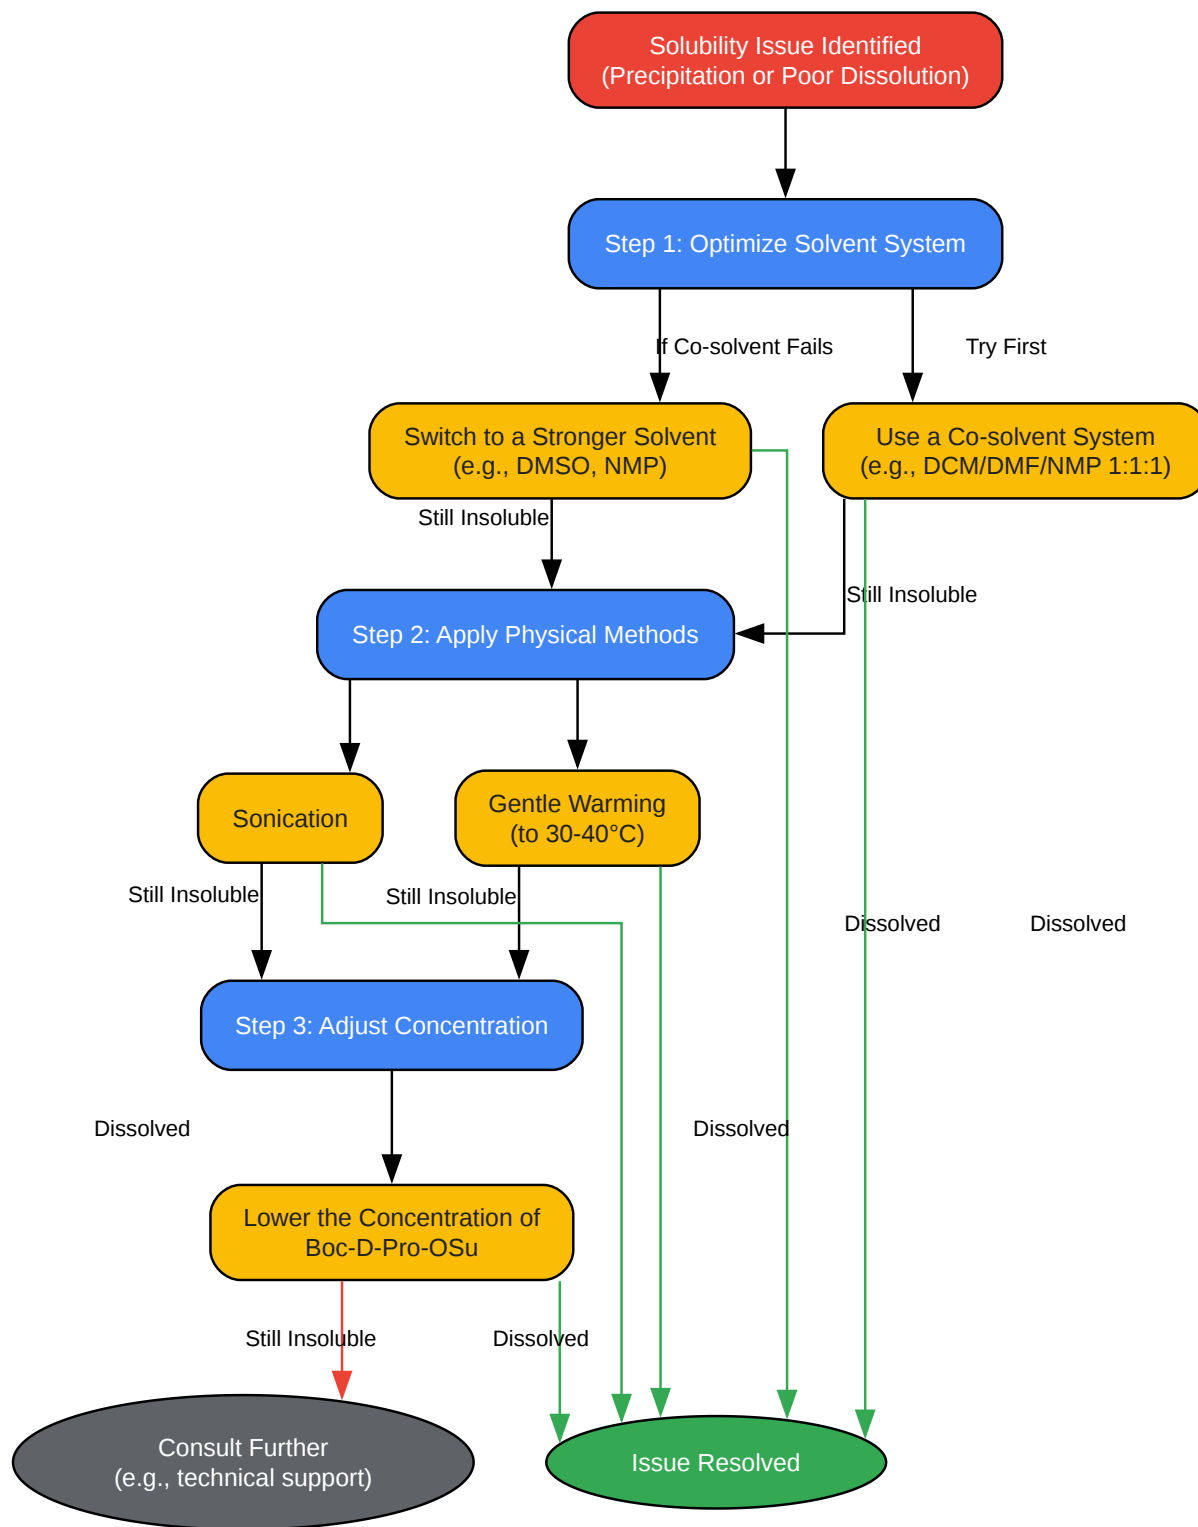 Solubility Issue Identified
(Precipitation or Poor Dissolution)
Step 1: Optimize Solvent System
If Co-solvent Fails
Try First
Switch to a Stronger Solvent
(e.g., DMSO, NMP)
Use a Co-solvent System
(e.g., DCM/DMF/NMP 1:1:1)
Still Insoluble
Still Insoluble
Step 2: Apply Physical Methods
Sonication
Gentle Warming
(to 30-40°C)
Still Insoluble
Still Insoluble
Dissolved
Dissolved
Step 3: Adjust Concentration
Dissolved
Dissolved
Lower the Concentration of
Boc-D-Pro-OSu
Still Insoluble
Dissolved
Consult Further
(e.g., technical support)
Issue Resolved